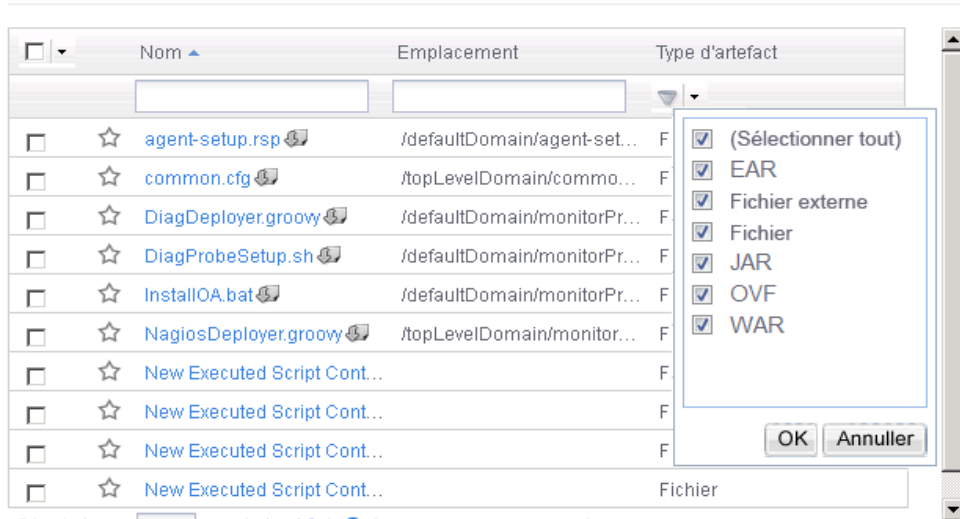 Nom Emplacement Type d'artefact
agent-setup.rsp /defaultDomain/agent-set... F
common.cfg /topLevelDomain/commo... F
DiagDeployer.groovy /defaultDomain/monitorPr... F
DiagProbeSetup.sh /defaultDomain/monitorPr... F
InstallOA.bat /defaultDomain/monitorPr... F
NagiosDeployer.groovy /topLevelDomain/monitor... F
New Executed Script Cont... F
New Executed Script Cont... F
New Executed Script Cont... F
New Executed Script Cont... Fichier
(Sélectionner tout)
EAR
Fichier externe
Fichier
JAR
OVF
WAR
OK Annuller